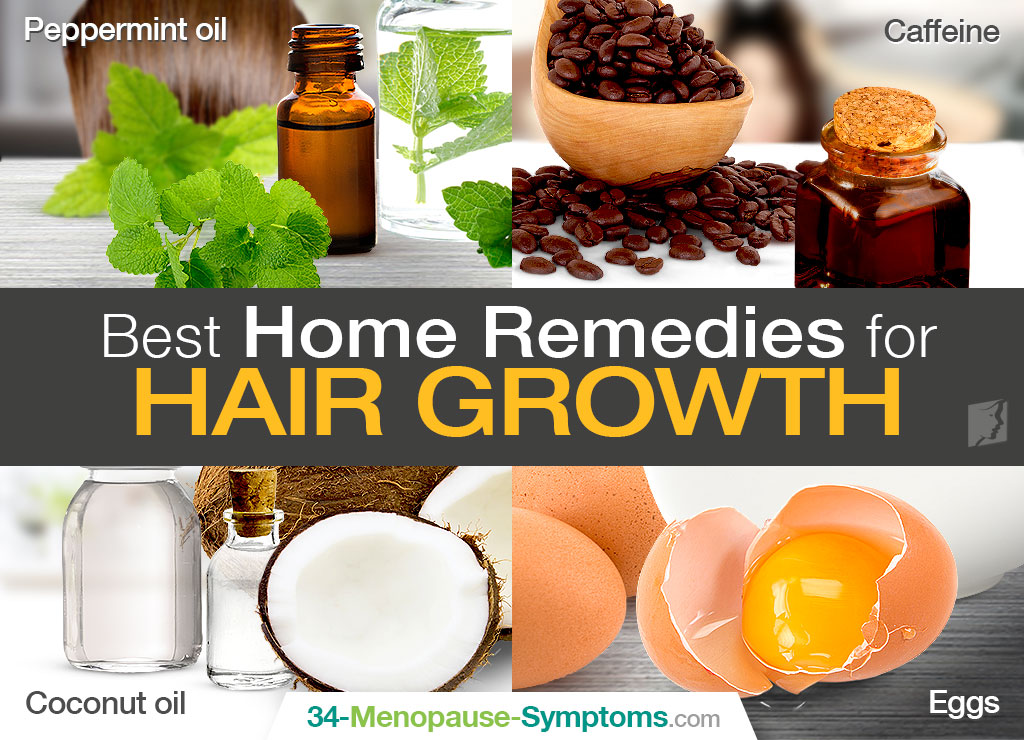 Peppermint oil
Caffeine
Best Home Remedies for
HAIR GROWTH
Coconut oil
Eggs
34-Menopause-Symptoms.com